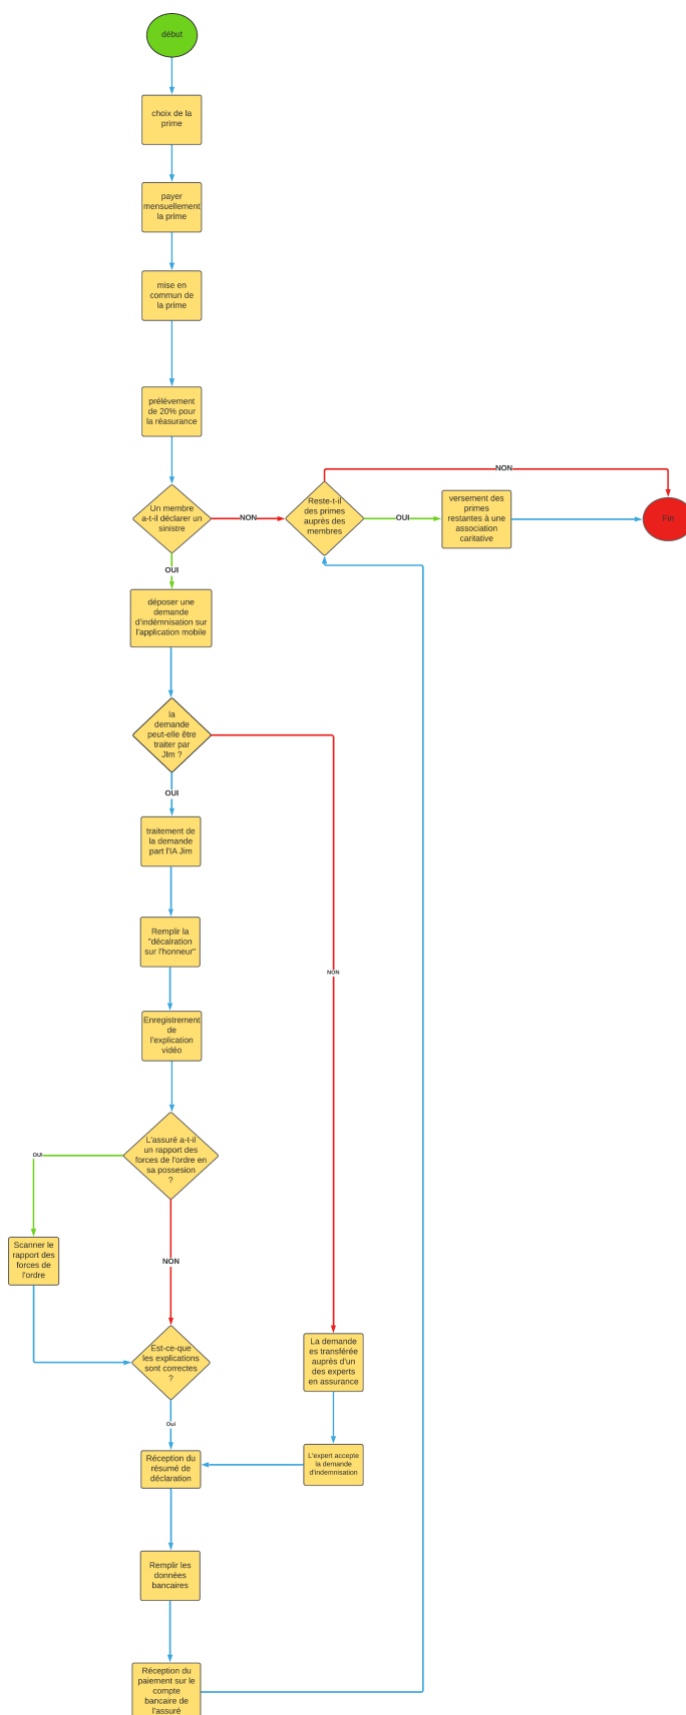 début
choix de la
prime
payer
mensuellement
la prime
mise en
commun de
la prime
prélèvement
de 20% pour
la réasurance
Un membre
a-t-il déclarer un
sinistre
NON
Reste-t-il
des primes
auprès des
membres
NON
OUI
versement des
primes
restantes à une
association
caritative
Fin
OUI
déposer une
demande
d'indémnisation sur
l'application mobile
la
demande
peut-elle être
traiter par
JIm ?
OUI
NON
traitement de
la demande
part l'IA Jim
Remplir la
"décalration
sur l'honneur"
Enregistrement
de
l'explication
vidéo
L'assuré a-t-il
un rapport des
forces de l'ordre en
sa possesion
?
OUI
Scanner le
rapport des
forces de
l'ordre
NON
Est-ce-que
les explications
sont correctes
?
La demande
es transférée
auprès d'un
des experts
en assurance
Oui
L'expert accepte
la demande
d'indemnisation
Réception du
résumé de
déclaration
Remplir les
données
bancaires
Réception du
paiement sur le
compte
bancaire de
l'assuré